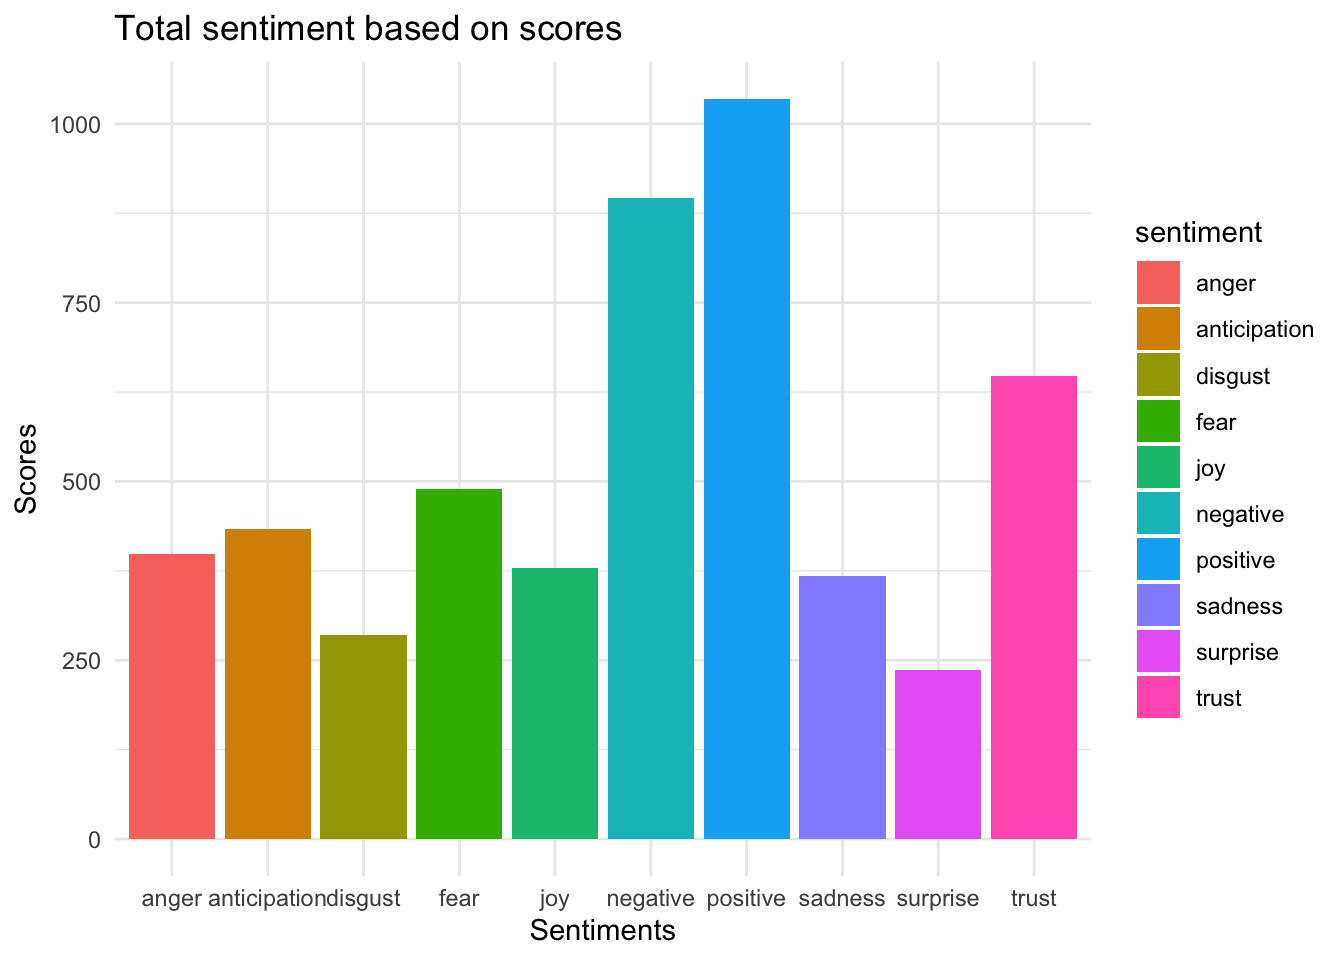 Total sentiment based on scores
1000
750
500
250
0
Scores
anger anticipation disgust fear joy negative positive sadness surprise trust
Sentiments
sentiment
anger
anticipation
disgust
fear
joy
negative
positive
sadness
surprise
trust